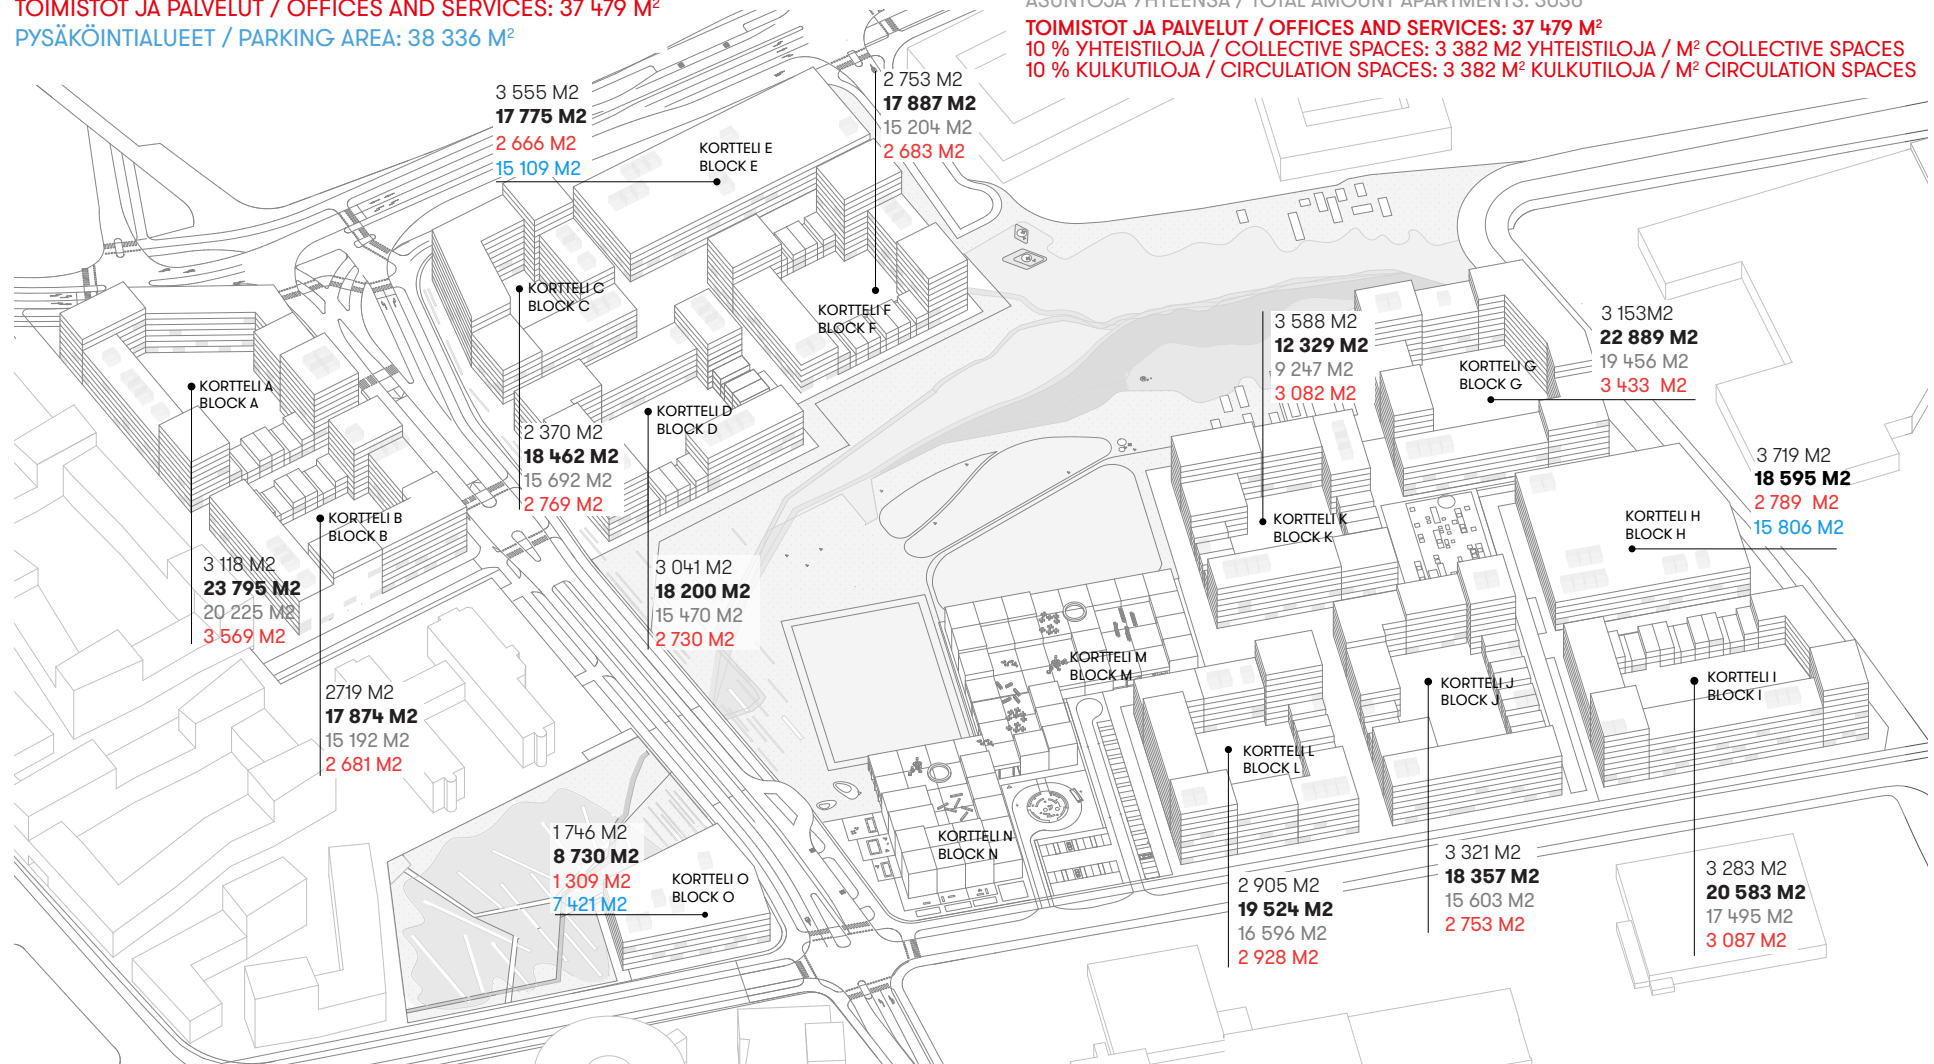 TOIMISTOT JA PALVELUT / OFFICES AND SERVICES: 37 479 M²
PYSÄKÖINTIALUEET / PARKING AREA: 38 336 M²
ASUNTOJA YHTEENSÄ / TOTAL AMOUNT APARTMENTS: 3036
TOIMISTOT JA PALVELUT / OFFICES AND SERVICES: 37 479 M²
10 % YHTEISTILOJA / COLLECTIVE SPACES: 3 382 M2 YHTEISTILOJA / M² COLLECTIVE SPACES
10 % KULKUTILOJA / CIRCULATION SPACES: 3 382 M² KULKUTILOJA / M² CIRCULATION SPACES
3 555 M2
17 775 M2
2 666 M2
15 109 M2
KORTTELI E
BLOCK E
2 753 M2
17 887 M2
15 204 M2
2 683 M2
KORTTELI C
BLOCK C
KORTTELI F
BLOCK F
3 588 M2
12 329 M2
9 247 M2
3 082 M2
3 153M2
22 889 M2
19 456 M2
3 433 M2
KORTTELI G
BLOCK G
KORTTELI A
BLOCK A
KORTTELI D
BLOCK D
2 370 M2
18 462 M2
15 692 M2
2 769 M2
3 719 M2
18 595 M2
2 789 M2
15 806 M2
KORTTELI B
BLOCK B
KORTTELI K
BLOCK K
KORTTELI H
BLOCK H
3 118 M2
23 795 M2
20 225 M2
3 569 M2
3 041 M2
18 200 M2
15 470 M2
2 730 M2
KORTTELI M
BLOCK M
KORTTELI J
BLOCK J
KORTTELI I
BLOCK I
2719 M2
17 874 M2
15 192 M2
2 681 M2
KORTTELI L
BLOCK L
1 746 M2
8 730 M2
1 309 M2
7 421 M2
KORTTELI O
BLOCK O
KORTTELI N
BLOCK N
2 905 M2
19 524 M2
16 596 M2
2 928 M2
3 321 M2
18 357 M2
15 603 M2
2 753 M2
3 283 M2
20 583 M2
17 495 M2
3 087 M2